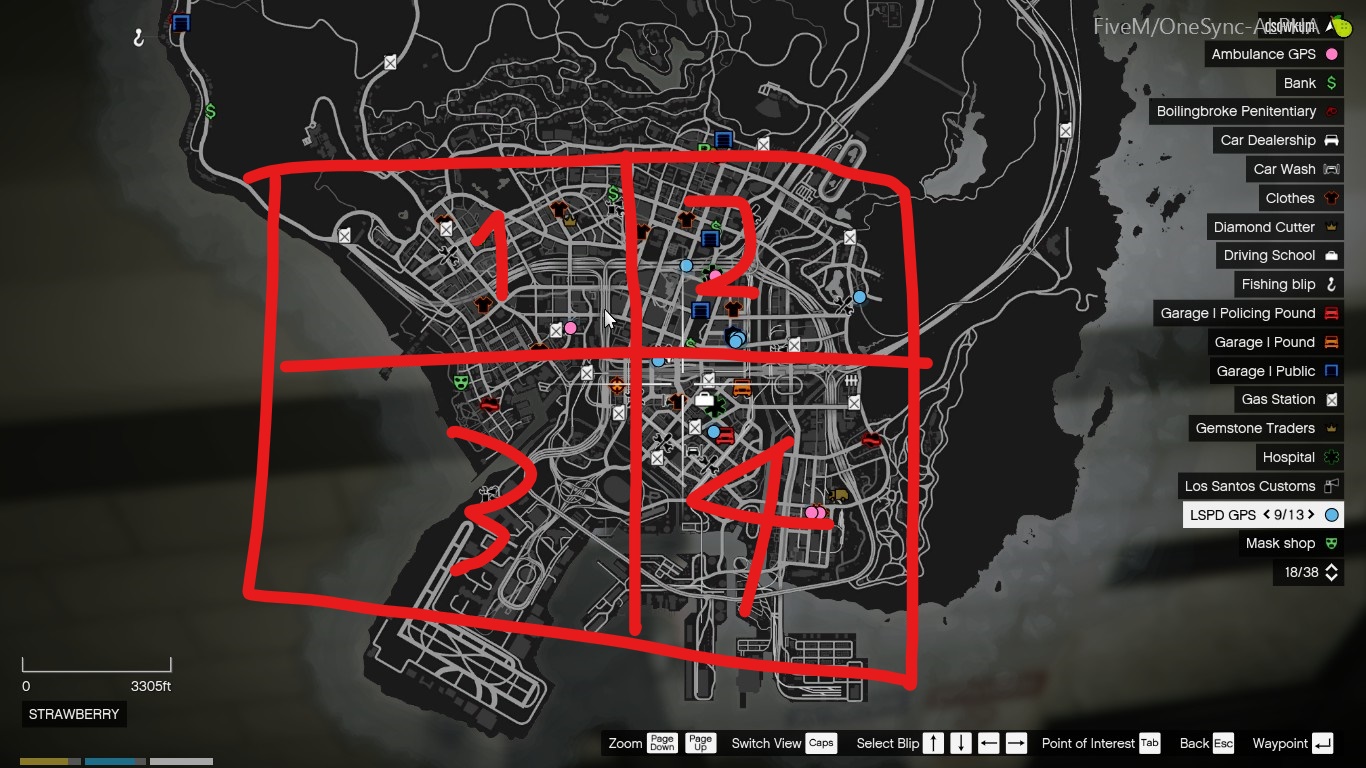 FiveM/OneSync-
Ambulance GPS
Bank
Boilingbroke Penitentiary
Car Dealership
Car Wash
Clothes
Diamond Cutter
Driving School
Fishing blip
Garage | Policing Pound
Garage | Pound
Garage | Public
Gas Station
Gemstone Traders
Hospital
Los Santos Customs
LSPD GPS < 9/13 >
Mask shop
18/38
1
2
3
4
0 3305ft
STRAWBERRY
Zoom Page Down Page Up Switch View Caps Select Blip ↑ ↓ ← → Point of Interest Tab Back Esc Waypoint